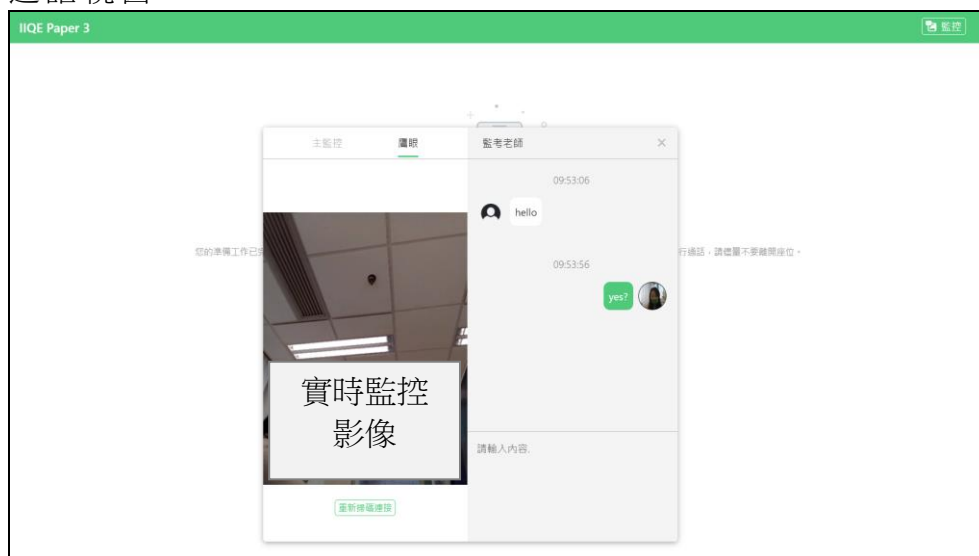 IIQE Paper 3
監控
主監控
鷹眼
監考老師
09:53:06
hello
您的準備工作已
行通話，請儘量不要離開座位。
09:53:56
yes?
實時監控
影像
請輸入內容.
重新掃碼連接